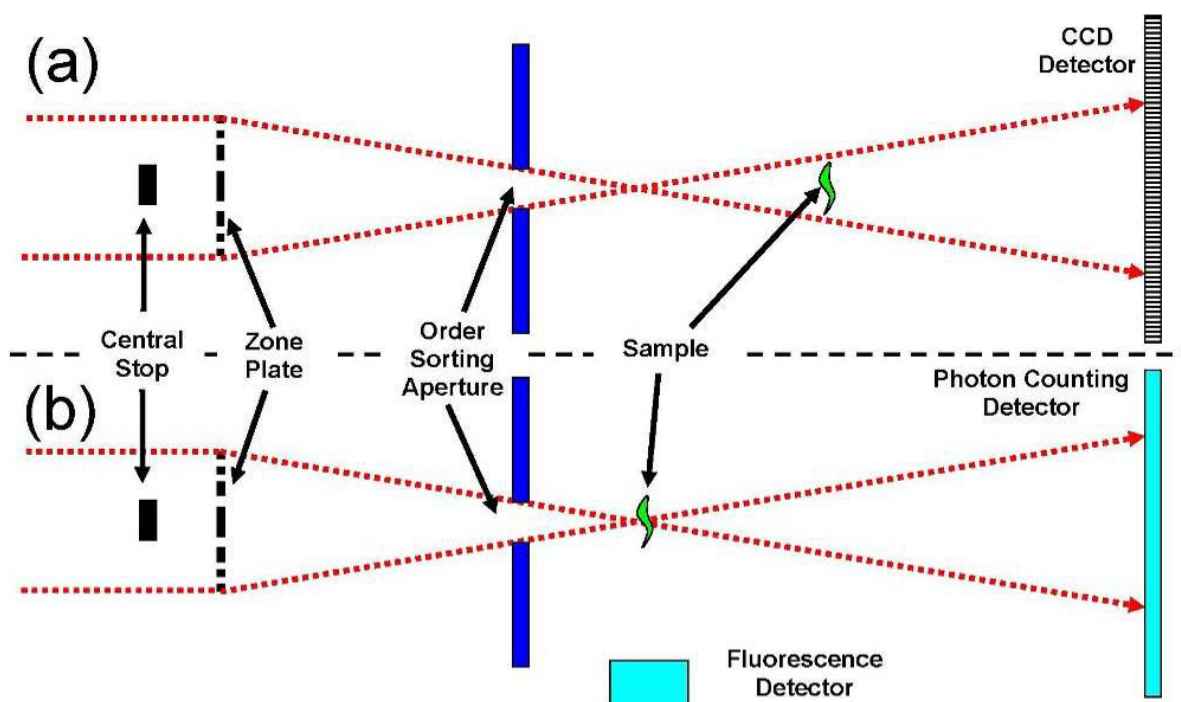 (a)
CCD
Detector
Central
Stop
Zone
Plate
Order
Sorting
Aperture
Sample
(b)
Photon Counting
Detector
Fluorescence
Detector